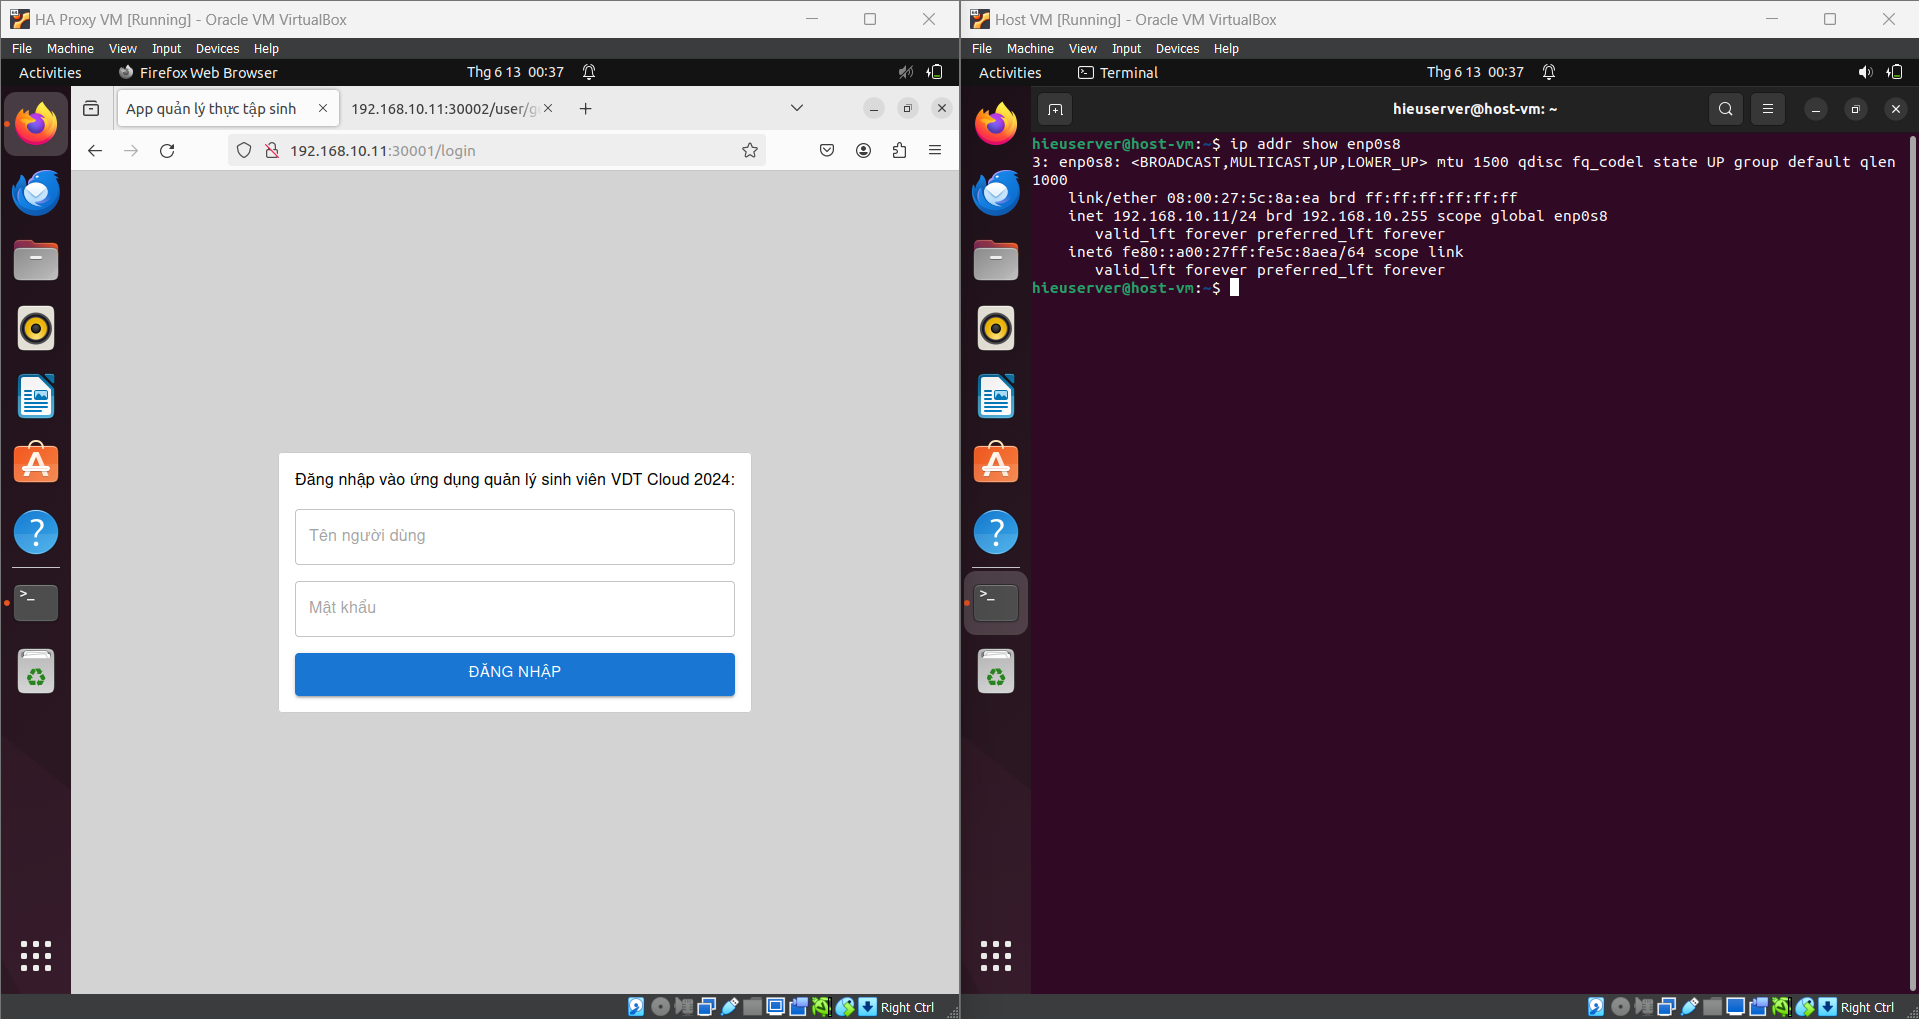 HA Proxy VM [Running] - Oracle VM VirtualBox
File Machine View Input Devices Help
Activities Firefox Web Browser Thg 6 13 00:37
App quản lý thực tập sinh
192.168.10.11:30002/user/g
192.168.10.11:30001/login
Đăng nhập vào ứng dụng quản lý sinh viên VDT Cloud 2024:
Tên người dùng
Mật khẩu
ĐĂNG NHẬP
Right Ctrl
Host VM [Running] - Oracle VM VirtualBox
File Machine View Input Devices Help
Activities Terminal Thg 6 13 00:37
hieuserver@host-vm: ~
hieuserver@host-vm:~$ ip addr show enp0s8
3: enp0s8: <BROADCAST,MULTICAST,UP,LOWER_UP> mtu 1500 qdisc fq_codel state UP group default qlen
1000
link/ether 08:00:27:5c:8a:ea brd ff:ff:ff:ff:ff:ff
inet 192.168.10.11/24 brd 192.168.10.255 scope global enp0s8
valid_lft forever preferred_lft forever
inet6 fe80::a00:27ff:fe5c:8aea/64 scope link
valid_lft forever preferred_lft forever
hieuserver@host-vm:~$
Right Ctrl